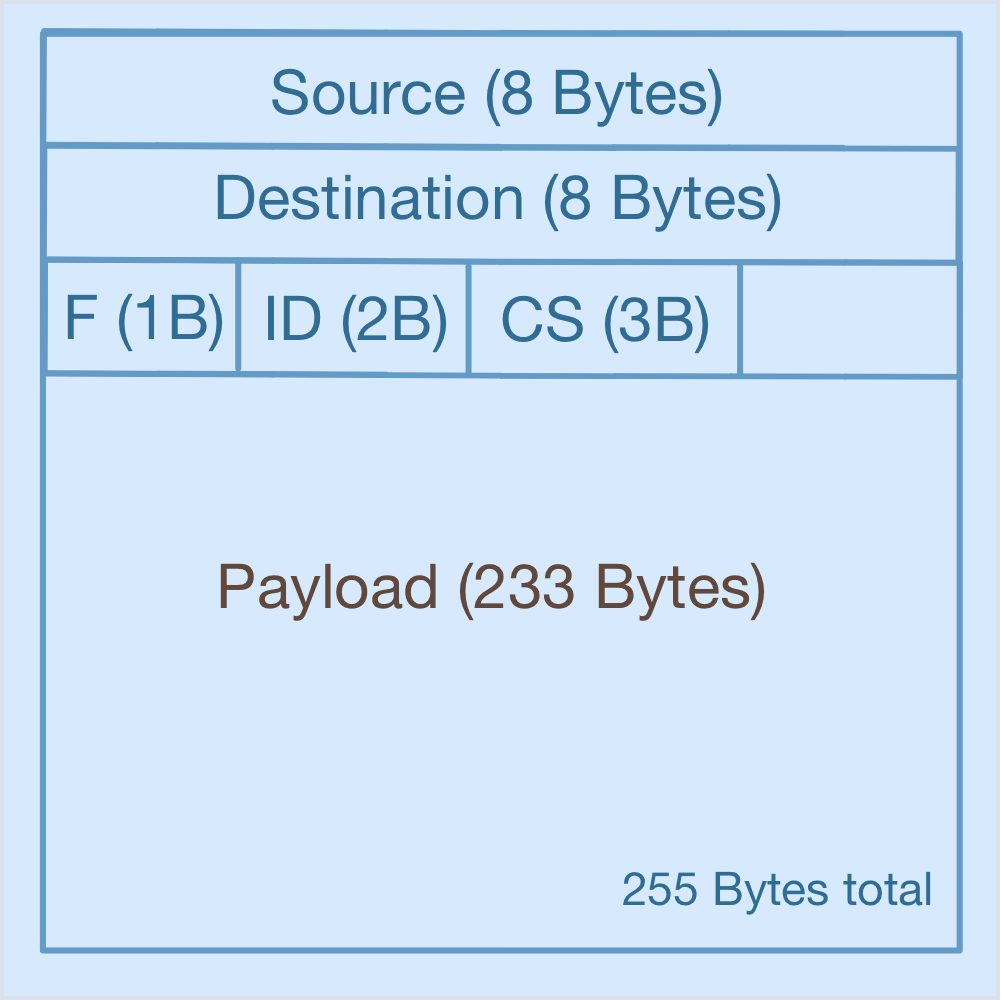 Source (8 Bytes)
Destination (8 Bytes)
F (1B) ID (2B) CS (3B)
Payload (233 Bytes)
255 Bytes total